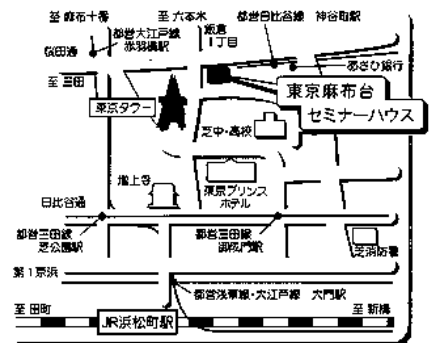 至 麻布十番
至 六本木
飯倉
1丁目
都営日比谷線 神谷町駅
都営大江戸線
赤羽橋駅
桜田通
至 三田
あさひ銀行
東京麻布台
セミナーハウス
東京タワー
芝中・高校
増上寺
東京プリンス
ホテル
日比谷通
都営三田線
芝公園駅
都営三田線
御成門駅
芝消防署
第1京浜
都営浅草線・大江戸線 大門駅
至 田町
JR浜松町駅
至 新橋